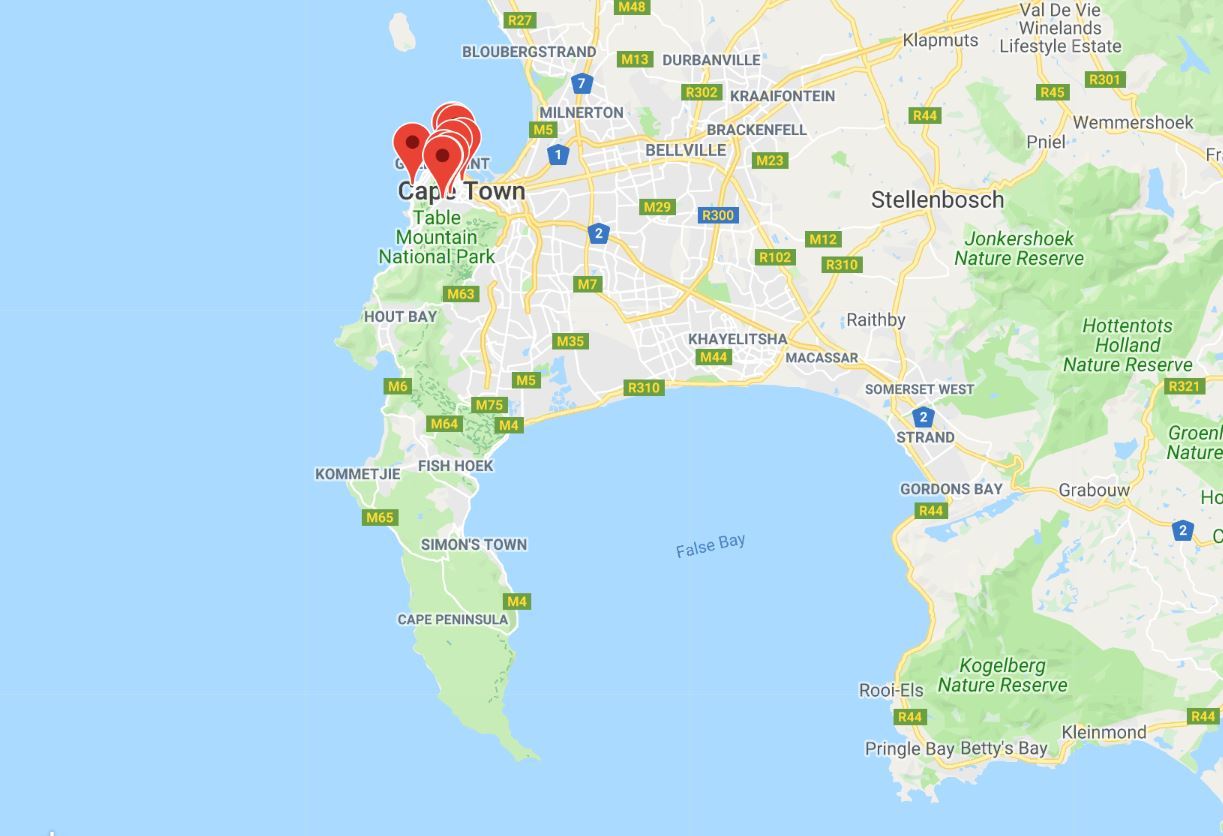 M48
R27
Val De Vie
Winelands
Lifestyle Estate
Klapmuts
BLOUBERGSTRAND
M13
DURBANVILLE
7
R302
KRAAIFONTEIN
R45
R301
MILNERTON
M5
R44
Wemmershoek
BRACKENFELL
Pniel
1
BELLVILLE
M23
Cape Town
Stellenbosch
M29
R300
Table
Mountain
National Park
2
M12
R102
R310
Jonkershoek
Nature Reserve
M7
M63
HOUT BAY
Raithby
Hottentots
Holland
Nature Reserve
M35
KHAYELITSHA
M44
MACASSAR
M6
M5
R310
SOMERSET WEST
R321
M75
M64
M4
2
STRAND
Nature
KOMMETJIE
FISH HOEK
GORDONS BAY
Grabouw
M65
R44
2
SIMON'S TOWN
False Bay
M4
CAPE PENINSULA
Kogelberg
Nature Reserve
Rooi-Els
R44
R44
Kleinmond
Pringle Bay
Betty's Bay